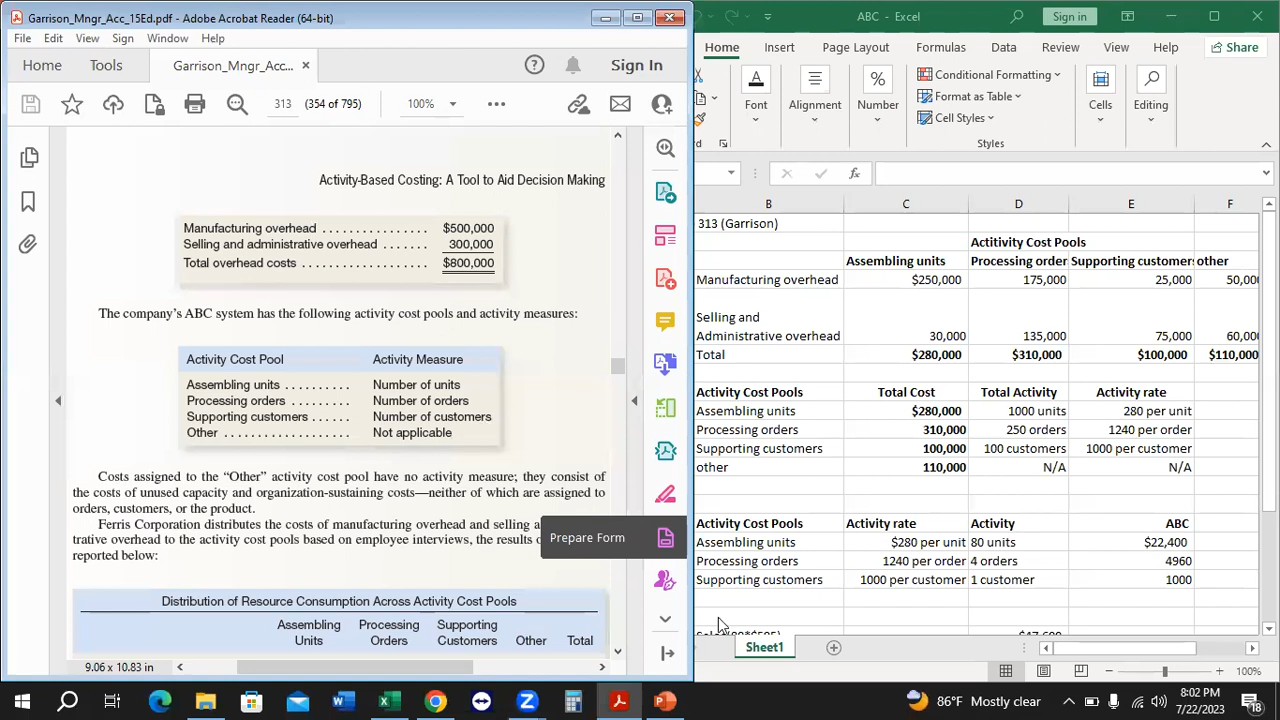 Garrison_Mngr_Acc_15Ed.pdf - Adobe Acrobat Reader (64-bit)
File Edit View Sign Window Help
Home Tools Garrison_Mngr_Acc... × Sign In
313 (354 of 795) 100%
Activity-Based Costing: A Tool to Aid Decision Making
Manufacturing overhead . . . . . . . . . . . . . . . . $500,000
Selling and administrative overhead . . . . . . . 300,000
Total overhead costs . . . . . . . . . . . . . . . . . . . $800,000
The company's ABC system has the following activity cost pools and activity measures:
Activity Cost Pool Activity Measure
Assembling units . . . . . . . . . . Number of units
Processing orders . . . . . . . . . Number of orders
Supporting customers . . . . . . Number of customers
Other . . . . . . . . . . . . . . . . . . . Not applicable
Costs assigned to the “Other” activity cost pool have no activity measure; they consist of
the costs of unused capacity and organization-sustaining costs—neither of which are assigned to
orders, customers, or the product.
Ferris Corporation distributes the costs of manufacturing overhead and selling a
trative overhead to the activity cost pools based on employee interviews, the results o
reported below:
Prepare Form
Distribution of Resource Consumption Across Activity Cost Pools
Assembling Processing Supporting
Units Orders Customers Other Total
9.06 x 10.83 in
ABC - Excel Sign in
Home Insert Page Layout Formulas Data Review View Help Share
Font Alignment Number Conditional Formatting Format as Table Cell Styles Cells Editing
Styles
fx
B C D E F
313 (Garrison)
Actitivity Cost Pools
Assembling units Processing order Supporting customers other
Manufacturing overhead $250,000 175,000 25,000 50,00
Selling and
Administrative overhead 30,000 135,000 75,000 60,00
Total $280,000 $310,000 $100,000 $110,00
Activity Cost Pools Total Cost Total Activity Activity rate
Assembling units $280,000 1000 units 280 per unit
Processing orders 310,000 250 orders 1240 per order
Supporting customers 100,000 100 customers 1000 per customer
other 110,000 N/A N/A
Activity Cost Pools Activity rate Activity ABC
Assembling units $280 per unit 80 units $22,400
Processing orders 1240 per order 4 orders 4960
Supporting customers 1000 per customer 1 customer 1000
$47,600
Sheet1
100%
86°F Mostly clear 8:02 PM
7/22/2023 18